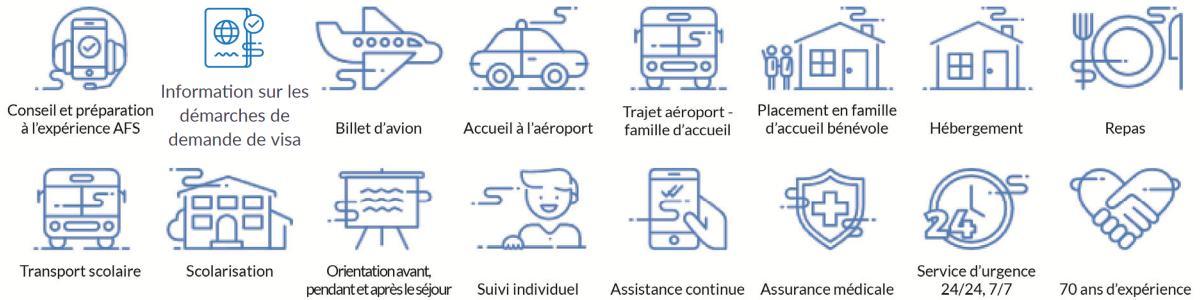 Conseil et préparation
à l'expérience AFS
Information sur les
démarches de
demande de visa
Billet d'avion
Accueil à l'aéroport
Trajet aéroport -
famille d'accueil
Placement en famille
d'accueil bénévole
Hébergement
Repas
Transport scolaire
Scolarisation
Orientation avant,
pendant et après le séjour
Suivi individuel
Assistance continue
Assurance médicale
24
Service d'urgence
24/24, 7/7
70 ans d'expérience